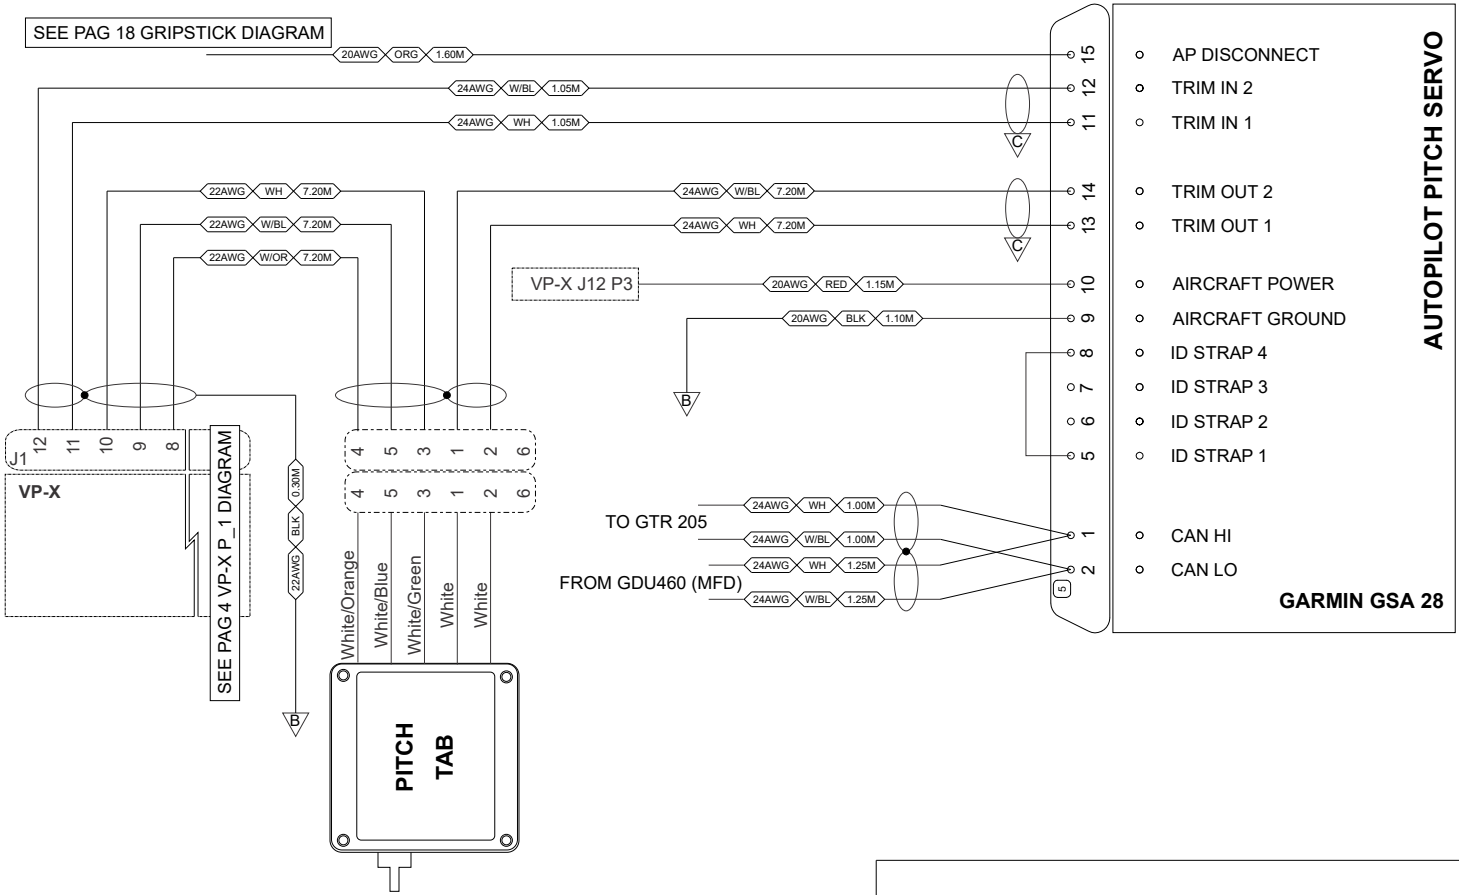 SEE PAG 18 GRIPSTICK DIAGRAM
20AWG ORG 1.60M
15 AP DISCONNECT
24AWG W/BL 1.05M
12 TRIM IN 2
24AWG WH 1.05M
11 TRIM IN 1
C
22AWG WH 7.20M
24AWG W/BL 7.20M
14 TRIM OUT 2
22AWG W/BL 7.20M
24AWG WH 7.20M
13 TRIM OUT 1
C
22AWG W/OR 7.20M
VP-X J12 P3
20AWG RED 1.15M
10 AIRCRAFT POWER
20AWG BLK 1.10M
9 AIRCRAFT GROUND
B
8 ID STRAP 4
7 ID STRAP 3
6 ID STRAP 2
5 ID STRAP 1
AUTOPILOT PITCH SERVO
J1
12 11 10 9 8
VP-X
SEE PAG 4 VP-X P_1 DIAGRAM
22AWG BLK 0.30M
B
4 5 3 1 2 6
4 5 3 1 2 6
White/Orange
White/Blue
White/Green
White
White
PITCH
TAB
24AWG WH 1.00M
TO GTR 205
24AWG W/BL 1.00M
24AWG WH 1.25M
FROM GDU460 (MFD)
24AWG W/BL 1.25M
1 CAN HI
2 CAN LO
5
GARMIN GSA 28